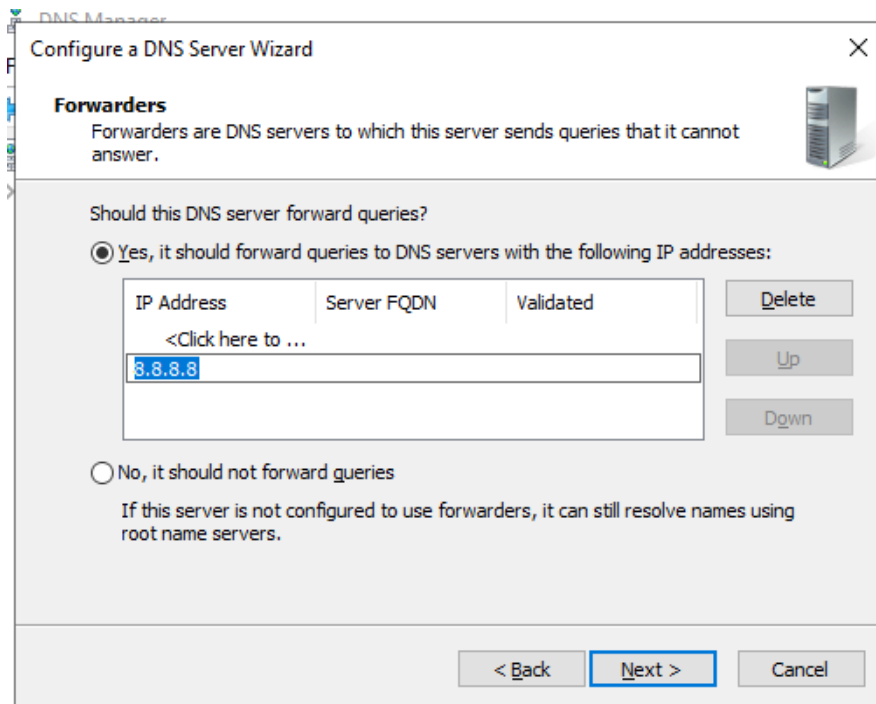 DNS Manager
Configure a DNS Server Wizard
Forwarders
Forwarders are DNS servers to which this server sends queries that it cannot
answer.
Should this DNS server forward queries?
Yes, it should forward queries to DNS servers with the following IP addresses:
IP Address Server FQDN Validated Delete
<Click here to ...
8.8.8.8 Up
Down
No, it should not forward queries
If this server is not configured to use forwarders, it can still resolve names using
root name servers.
< Back Next > Cancel